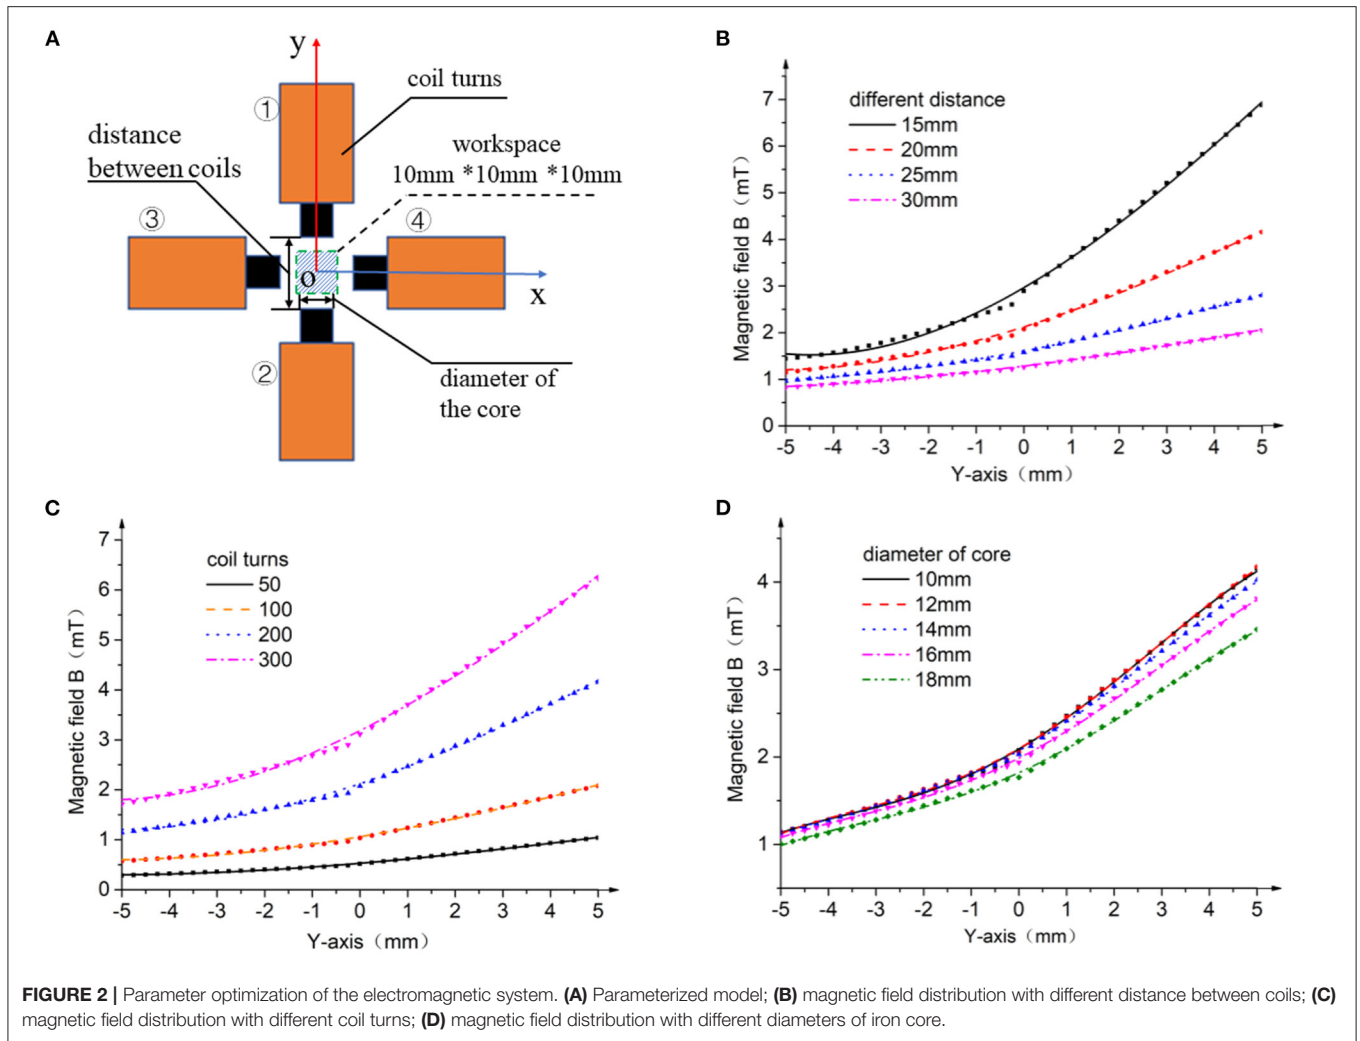 A
y
①
coil turns
distance
between coils
workspace
10mm *10mm *10mm
③
④
O
x
②
diameter of
the core
B
Magnetic field B（mT）
7
6
5
4
3
2
1
0
different distance
15mm
20mm
25mm
30mm
-5 -4 -3 -2 -1 0 1 2 3 4 5
Y-axis（mm）
C
Magnetic field B（mT）
7
6
5
4
3
2
1
0
coil turns
50
100
200
300
-5 -4 -3 -2 -1 0 1 2 3 4 5
Y-axis（mm）
D
Magnetic field B（mT）
4
3
2
1
diameter of core
10mm
12mm
14mm
16mm
18mm
-5 -4 -3 -2 -1 0 1 2 3 4 5
Y-axis（mm）
FIGURE 2 | Parameter optimization of the electromagnetic system. (A) Parameterized model; (B) magnetic field distribution with different distance between coils; (C)
magnetic field distribution with different coil turns; (D) magnetic field distribution with different diameters of iron core.